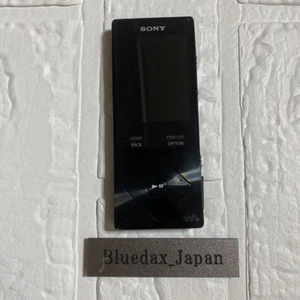 SONY
HOME PWR OFF
BACK OPTION
Bluedax_Japan